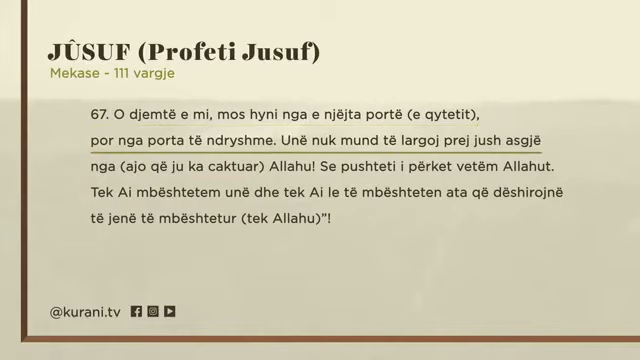 JÛSUF (Profeti Jusuf)
Mekase - 111 vargje
67. O djemtë e mi, mos hyni nga e njëjta portë (e qytetit),
por nga porta të ndryshme. Unë nuk mund të largoj prej jush asgjë
nga (ajo që ju ka caktuar) Allahu! Se pushteti i përket vetëm Allahut.
Tek Ai mbështetem unë dhe tek Ai le të mbështeten ata që dëshirojnë
të jenë të mbështetur (tek Allahu)”!
@kurani.tv